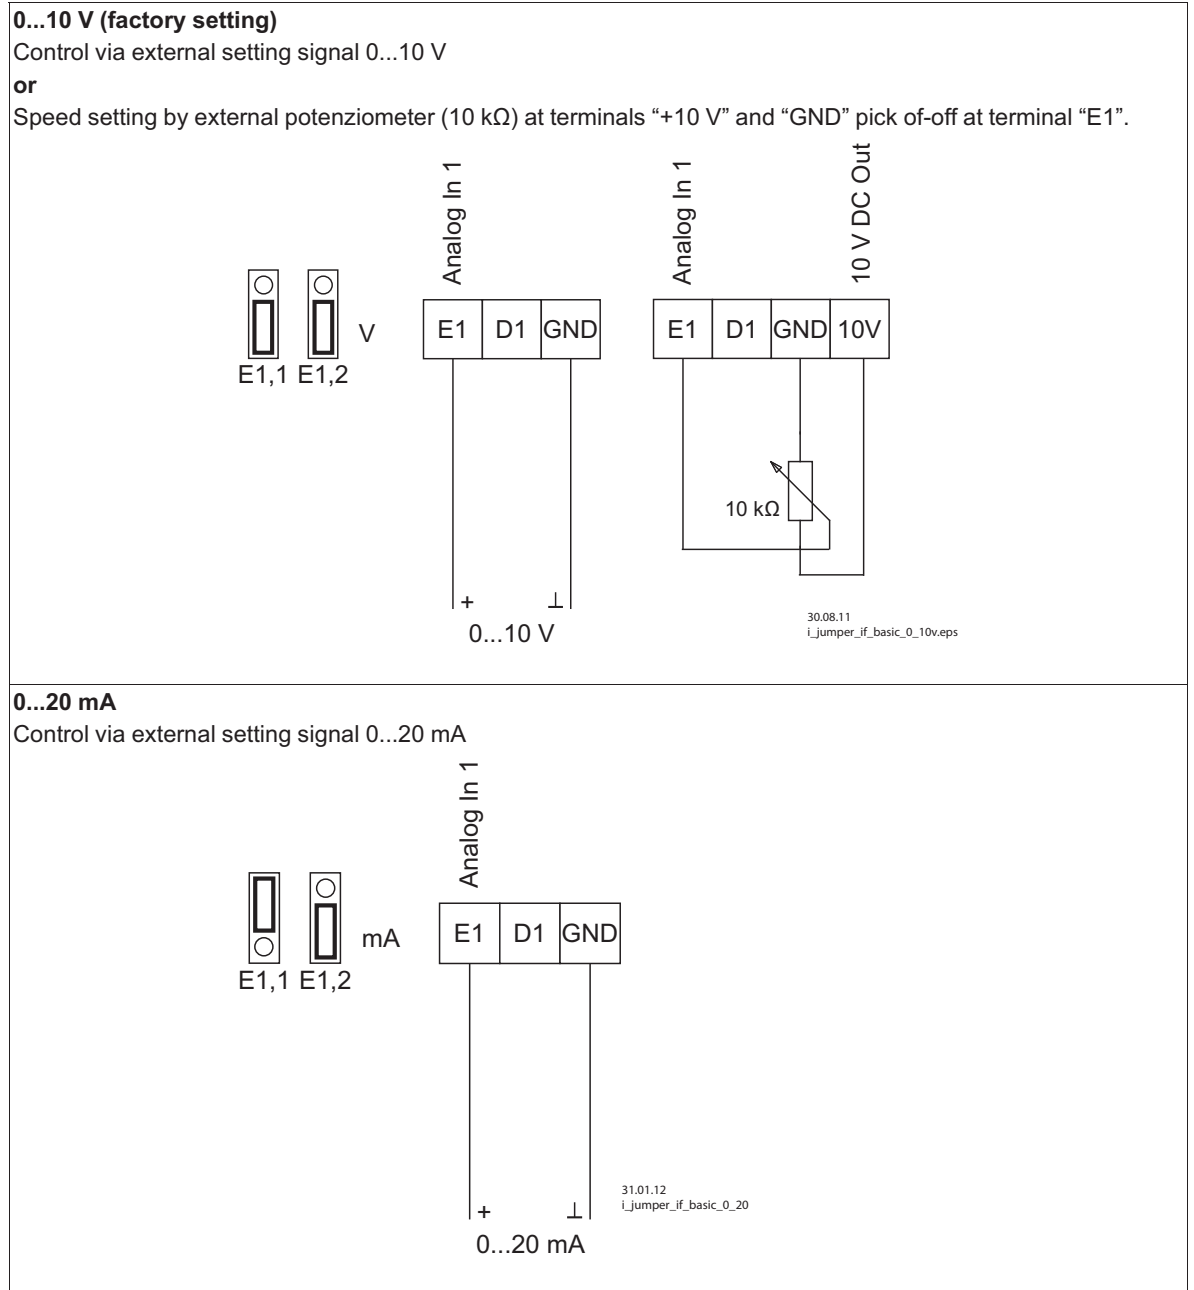 0...10 V (factory setting)
Control via external setting signal 0...10 V
or
Speed setting by external potenziometer (10 kΩ) at terminals “+10 V” and “GND” pick of-off at terminal “E1”.
Analog In 1
Analog In 1
10 V DC Out
E1,1 E1,2
V
E1 D1 GND
E1 D1 GND 10V
10 kΩ
+ ⊥
0...10 V
30.08.11
i_jumper_if_basic_0_10v.eps
0...20 mA
Control via external setting signal 0...20 mA
Analog In 1
E1,1 E1,2
mA
E1 D1 GND
+ ⊥
0...20 mA
31.01.12
i_jumper_if_basic_0_20